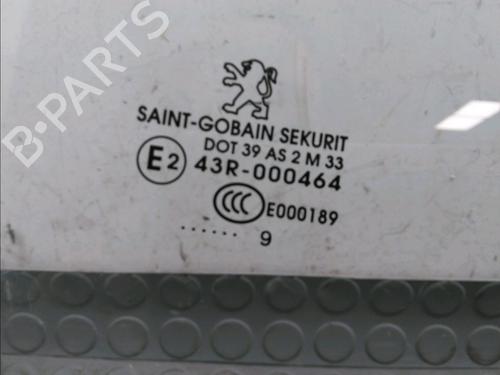 SAINT-GOBAIN SEKURIT
DOT 39 AS 2 M 33
E2 43R-000464
CCC E000189
...... 9
B-PARTS